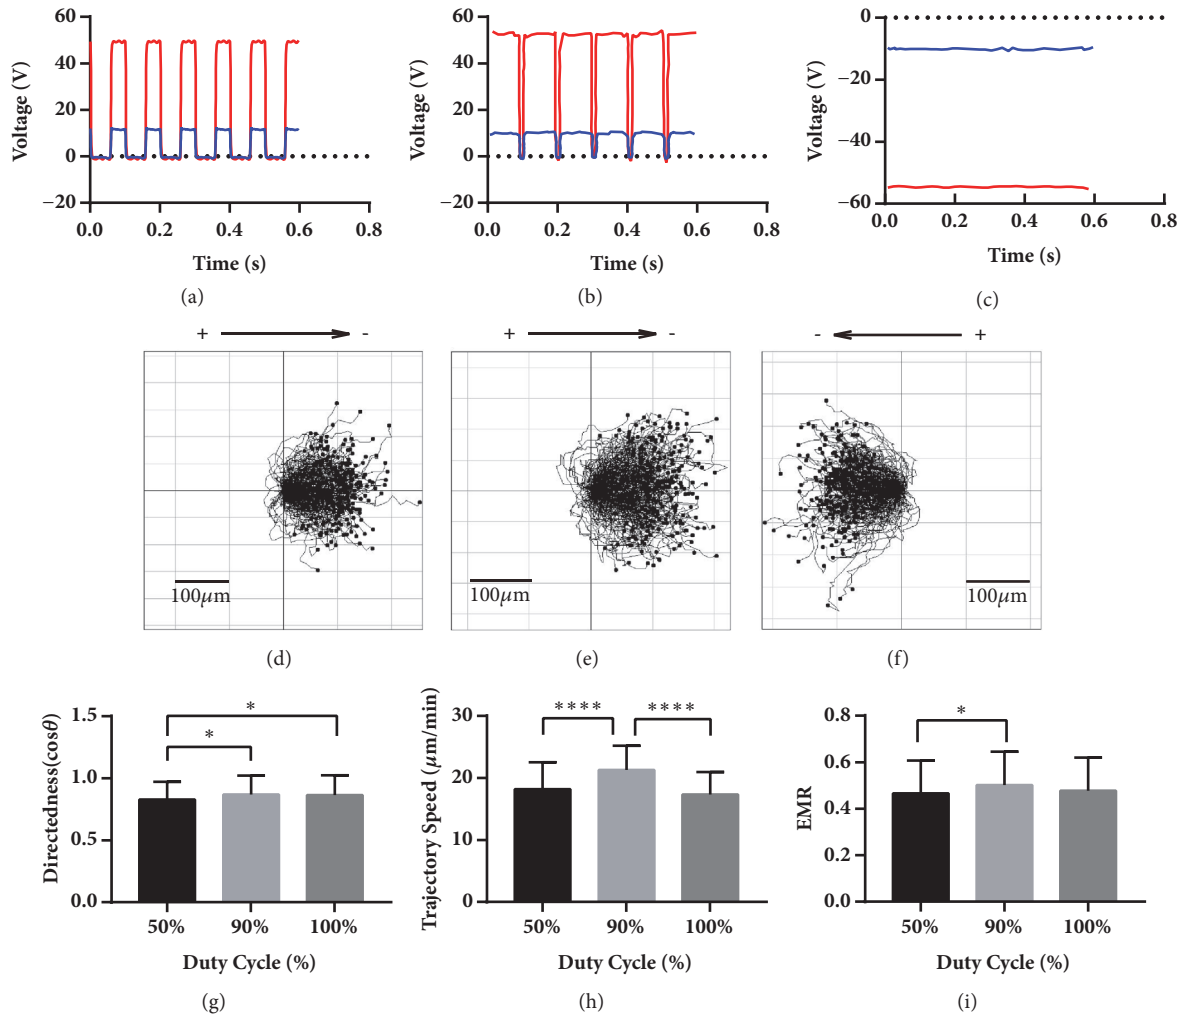 60
40
20
0
−20
Voltage (V)
0.0 0.2 0.4 0.6 0.8
Time (s)
(a)
60
40
20
0
−20
Voltage (V)
0.0 0.2 0.4 0.6 0.8
Time (s)
(b)
0
−20
−40
−60
Voltage (V)
0.0 0.2 0.4 0.6 0.8
Time (s)
(c)
+ -
100μm
(d)
+ -
100μm
(e)
- +
100μm
(f)
1.5
1.0
0.5
0.0
Directedness(cosθ)
*
*
50% 90% 100%
Duty Cycle (%)
(g)
30
20
10
0
Trajectory Speed (μm/min)
**** ****
50% 90% 100%
Duty Cycle (%)
(h)
0.8
0.6
0.4
0.2
0.0
EMR
*
50% 90% 100%
Duty Cycle (%)
(i)